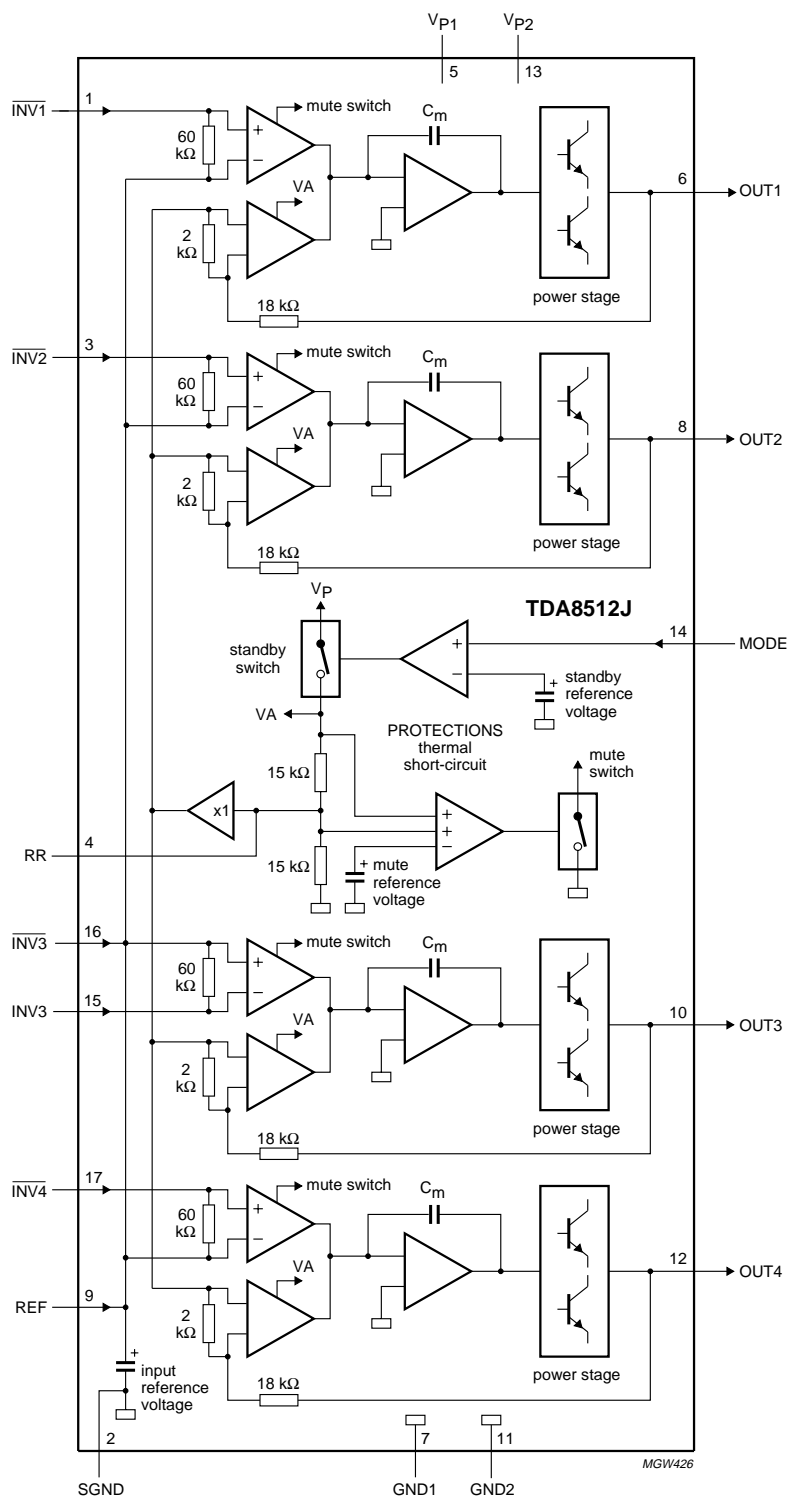 VP1 VP2
5 13
INV1 1
mute switch
Cm
60 kΩ
+
−
VA
2 kΩ
18 kΩ
power stage
6 OUT1
INV2 3
mute switch
Cm
60 kΩ
+
−
VA
2 kΩ
18 kΩ
power stage
8 OUT2
VP
TDA8512J
standby switch
+
−
14 MODE
+ standby reference voltage
VA
PROTECTIONS
thermal
short-circuit
mute switch
15 kΩ
x1
+
+
−
4
RR
15 kΩ
+ mute reference voltage
INV3 16
mute switch
Cm
60 kΩ
+
−
INV3 15
VA
2 kΩ
18 kΩ
power stage
10 OUT3
INV4 17
mute switch
Cm
60 kΩ
+
−
VA
2 kΩ
18 kΩ
power stage
12 OUT4
REF 9
+ input reference voltage
2 7 11
MGW426
SGND GND1 GND2